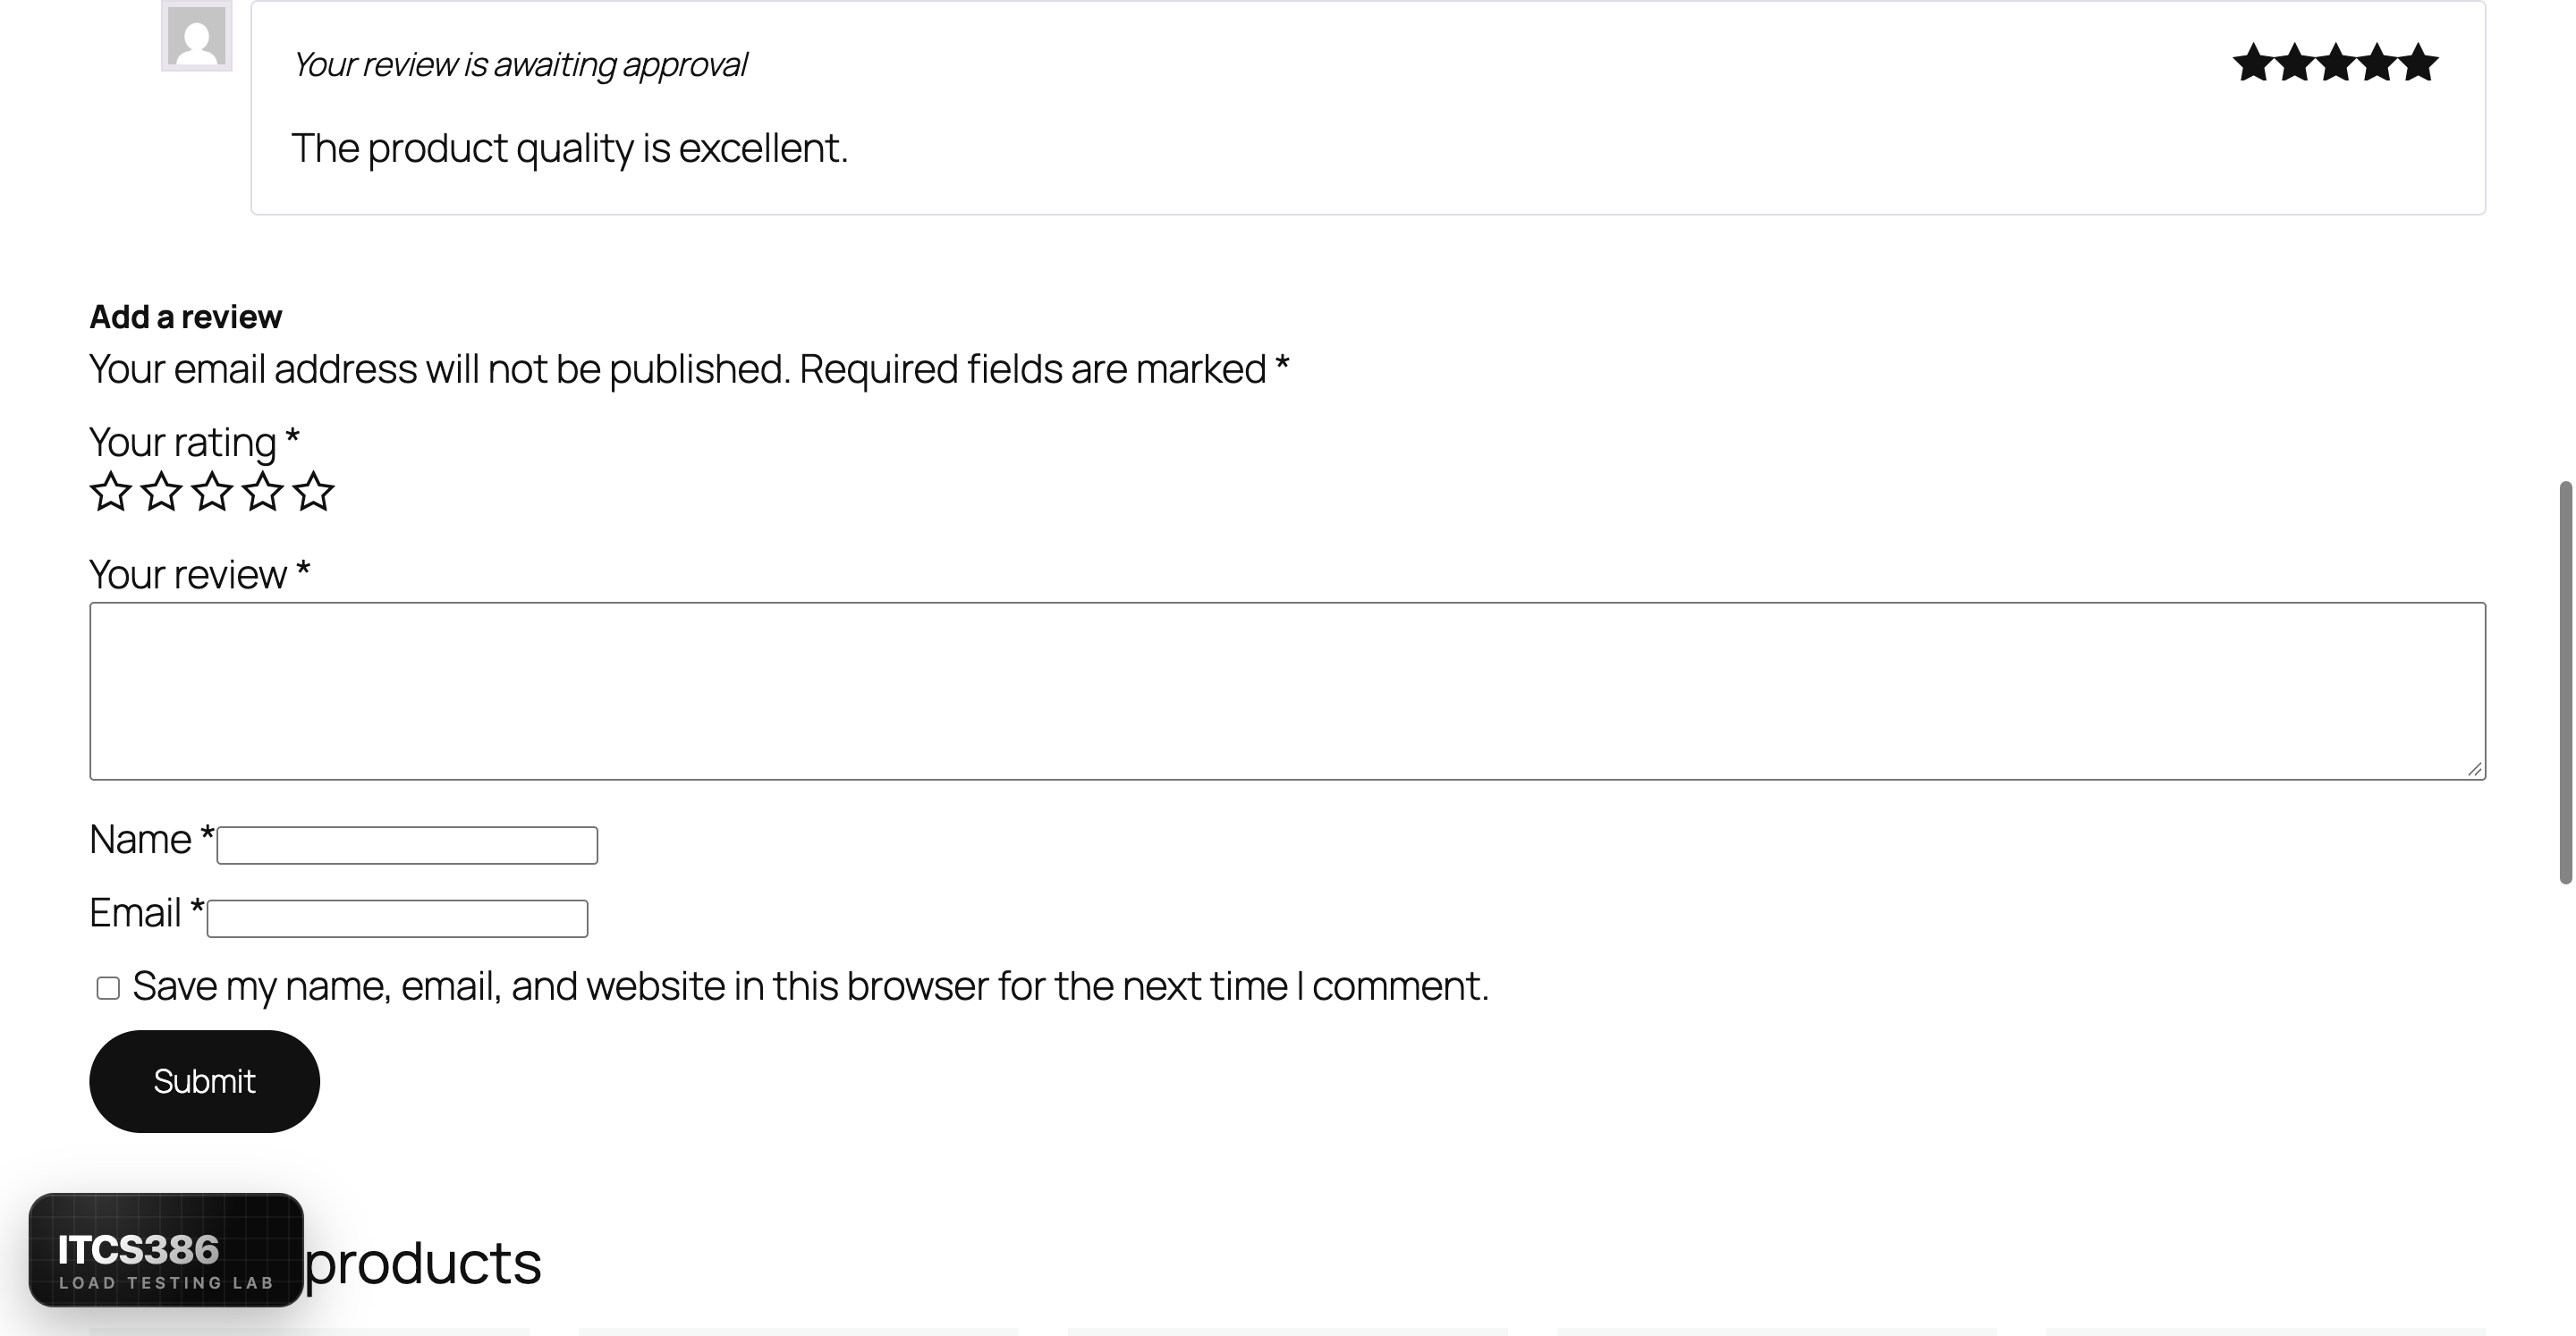 Your review is awaiting approval
The product quality is excellent.
Add a review
Your email address will not be published. Required fields are marked *
Your rating *
Your review *
Name *
Email *
Save my name, email, and website in this browser for the next time I comment.
Submit
ITCS386
LOAD TESTING LAB
products